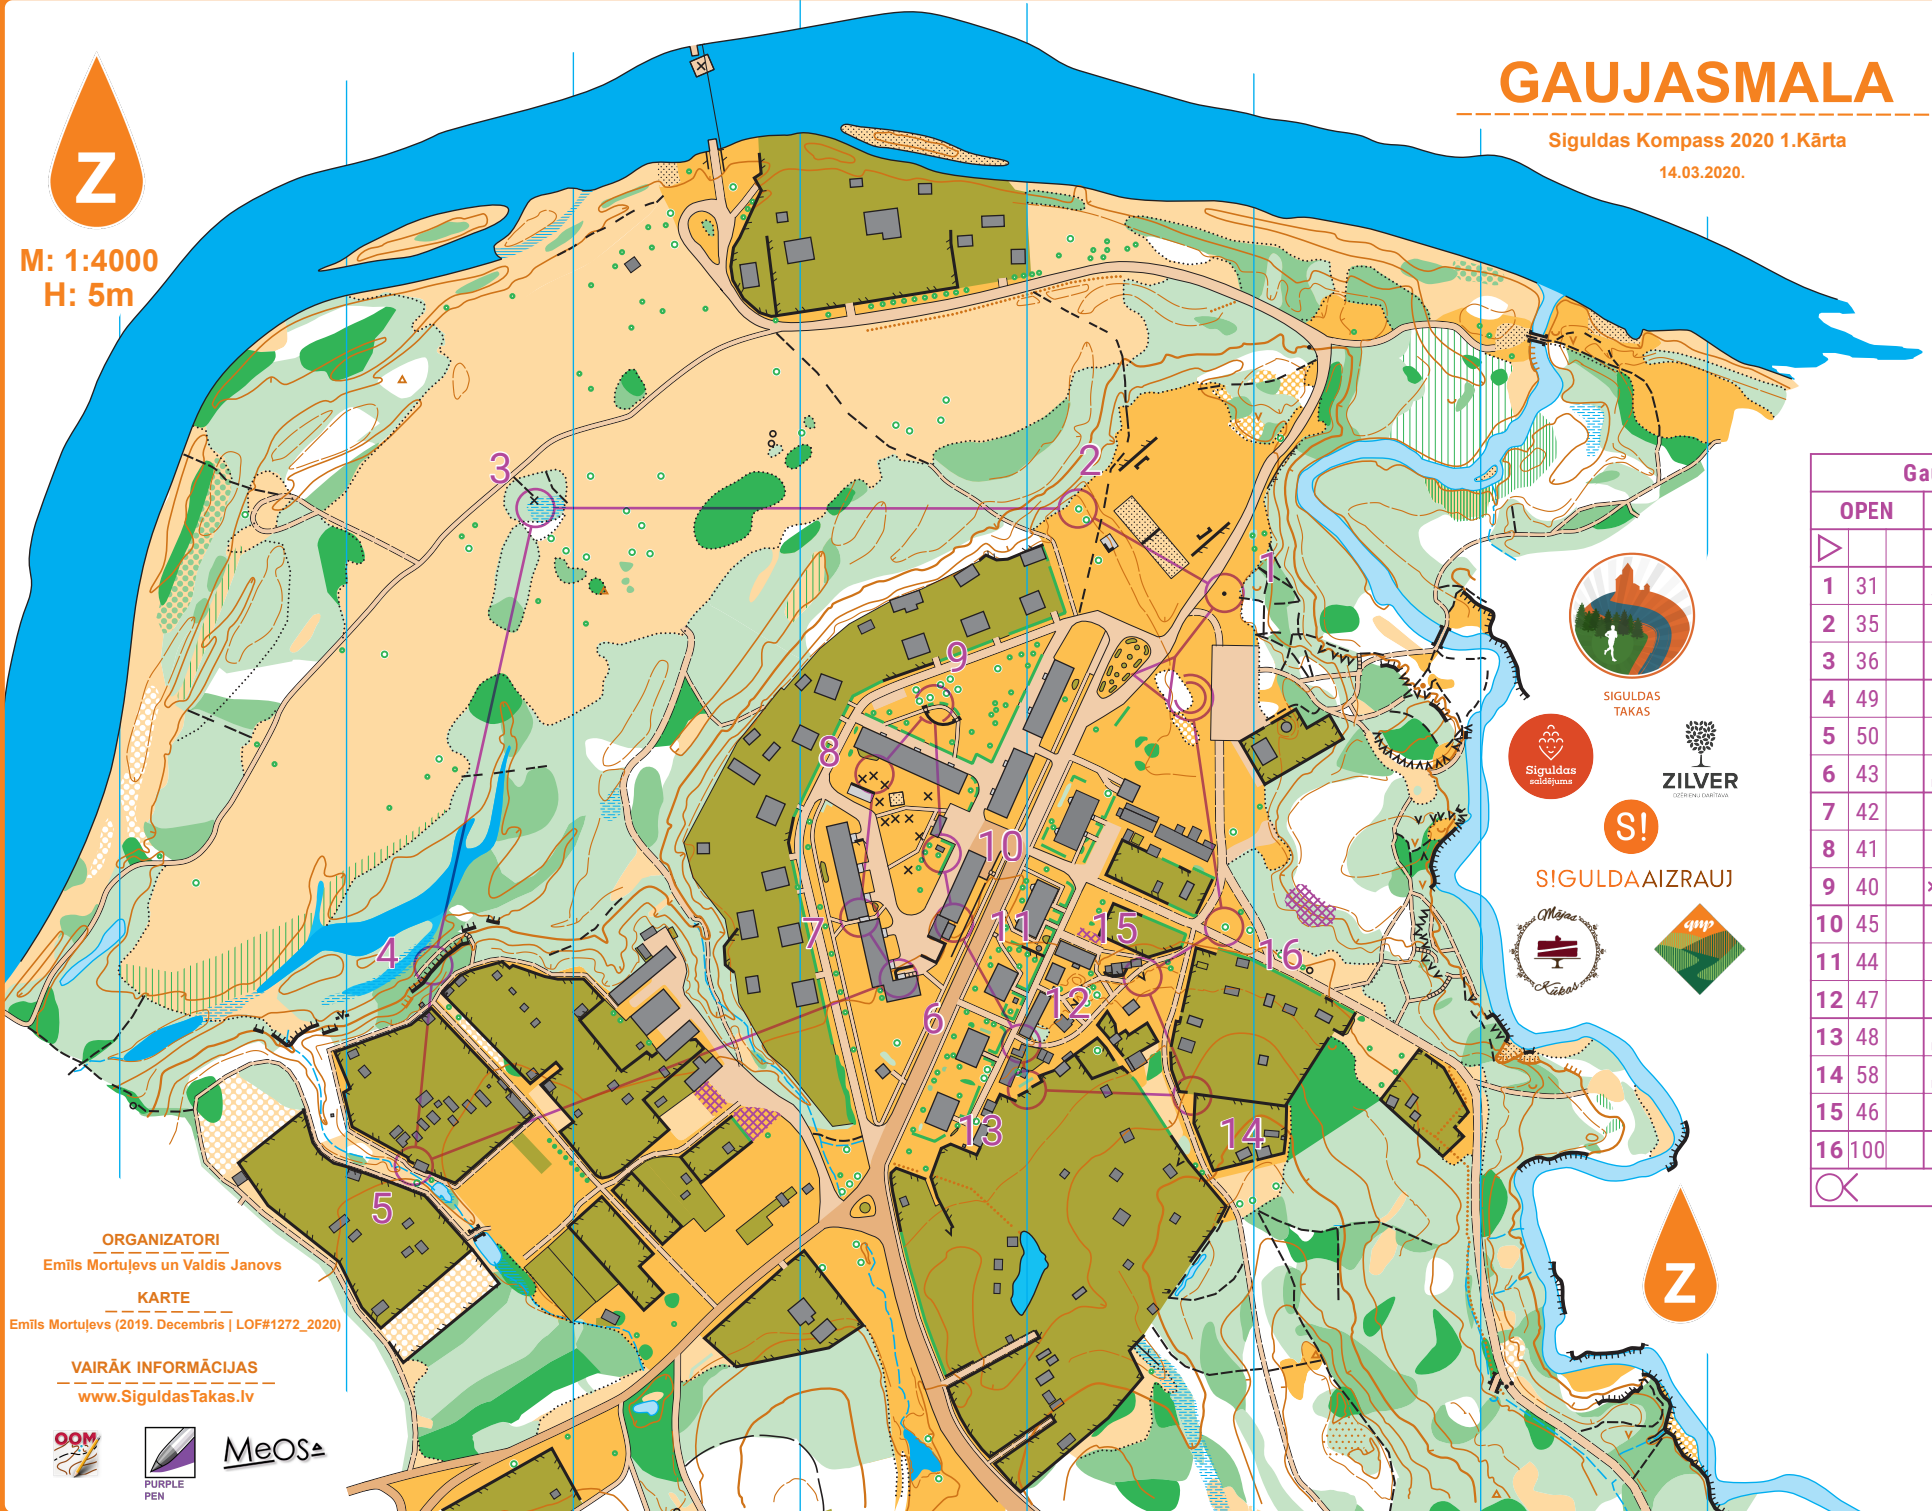 GAUJASMALA
Siguldas Kompass 2020 1.Kārta
14.03.2020.
Z
M: 1:4000
H: 5m
3
2
1
9
8
10
7
11
15
16
4
6
12
13
14
5
Ga
OPEN
1 31
2 35
3 36
4 49
5 50
6 43
7 42
8 41
9 40
10 45
11 44
12 47
13 48
14 58
15 46
16 100
SIGULDAS
TAKAS
Siguldas
saldējums
ZILVER
DZĒRIENU DARĪTAVA
S!
S!GULDAAIZRAUJ
Mājas
Kūkas
qmp
Z
ORGANIZATORI
Emīls Mortuļevs un Valdis Janovs
KARTE
Emīls Mortuļevs (2019. Decembris | LOF#1272_2020)
VAIRĀK INFORMĀCIJAS
www.SiguldasTakas.lv
OOM
PURPLE
PEN
MeOS